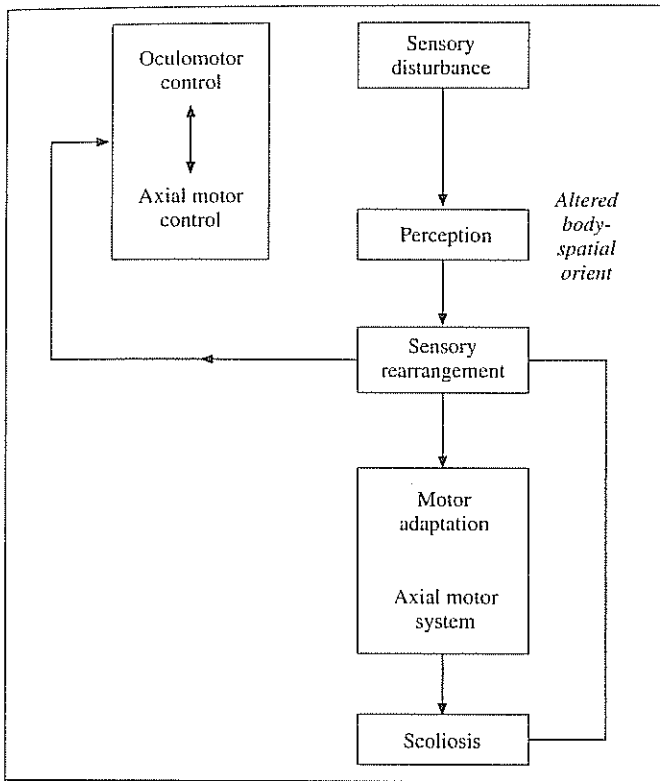 Oculomotor
control
Axial motor
control
Sensory
disturbance
Perception
Altered
body-
spatial
orient
Sensory
rearrangement
Motor
adaptation
Axial motor
system
Scoliosis